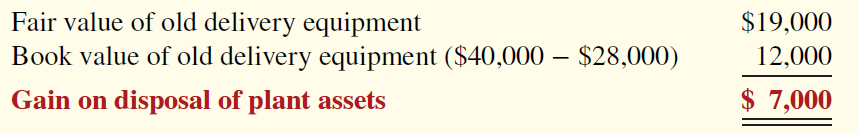 Fair value of old delivery equipment $19,000
Book value of old delivery equipment ($40,000 – $28,000) 12,000
Gain on disposal of plant assets $ 7,000